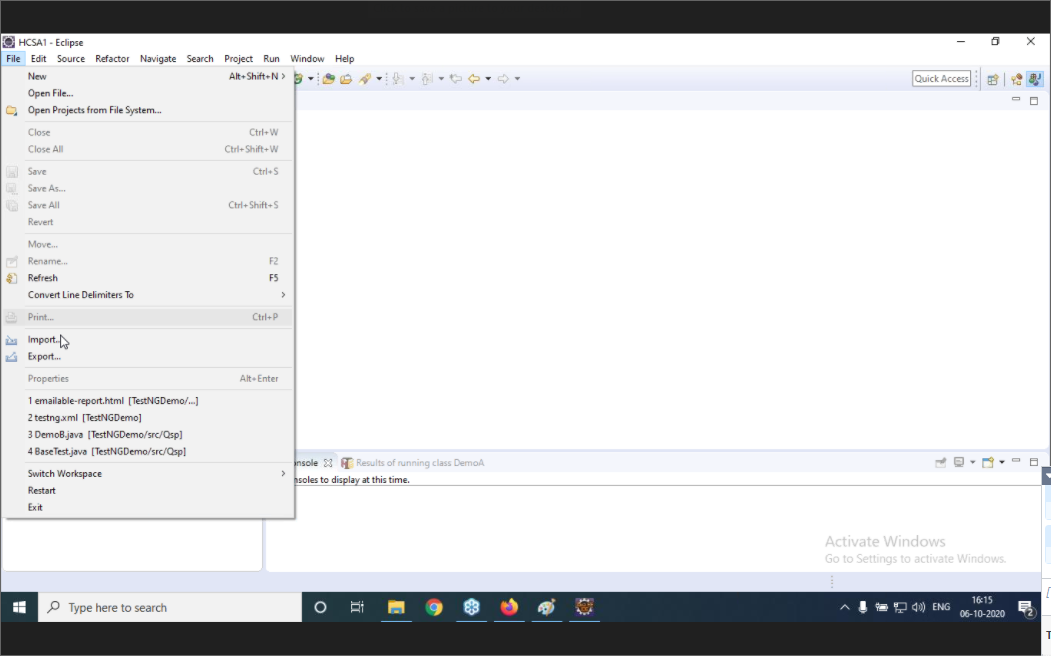 HCSA1 - Eclipse
File Edit Source Refactor Navigate Search Project Run Window Help
New Alt+Shift+N >
Quick Access
Open File...
Open Projects from File System...
Close Ctrl+W
Close All Ctrl+Shift+W
Save Ctrl+S
Save As...
Save All Ctrl+Shift+S
Revert
Move...
Rename... F2
Refresh F5
Convert Line Delimiters To >
Print... Ctrl+P
Import...
Export...
Properties Alt+Enter
1 emailable-report.html [TestNGDemo/...]
2 testng.xml [TestNGDemo]
3 DemoB.java [TestNGDemo/src/Qsp]
4 BaseTest.java [TestNGDemo/src/Qsp]
Switch Workspace >
Restart
Exit
nsole Results of running class DemoA
nsoles to display at this time.
Activate Windows
Go to Settings to activate Windows.
Type here to search
ENG
16:15
06-10-2020
2